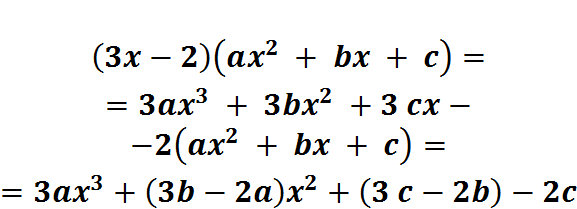 (3x − 2)(ax² + bx + c) =
= 3ax³ + 3bx² + 3 cx −
−2(ax² + bx + c) =
= 3ax³ + (3b − 2a)x² + (3 c − 2b) − 2c